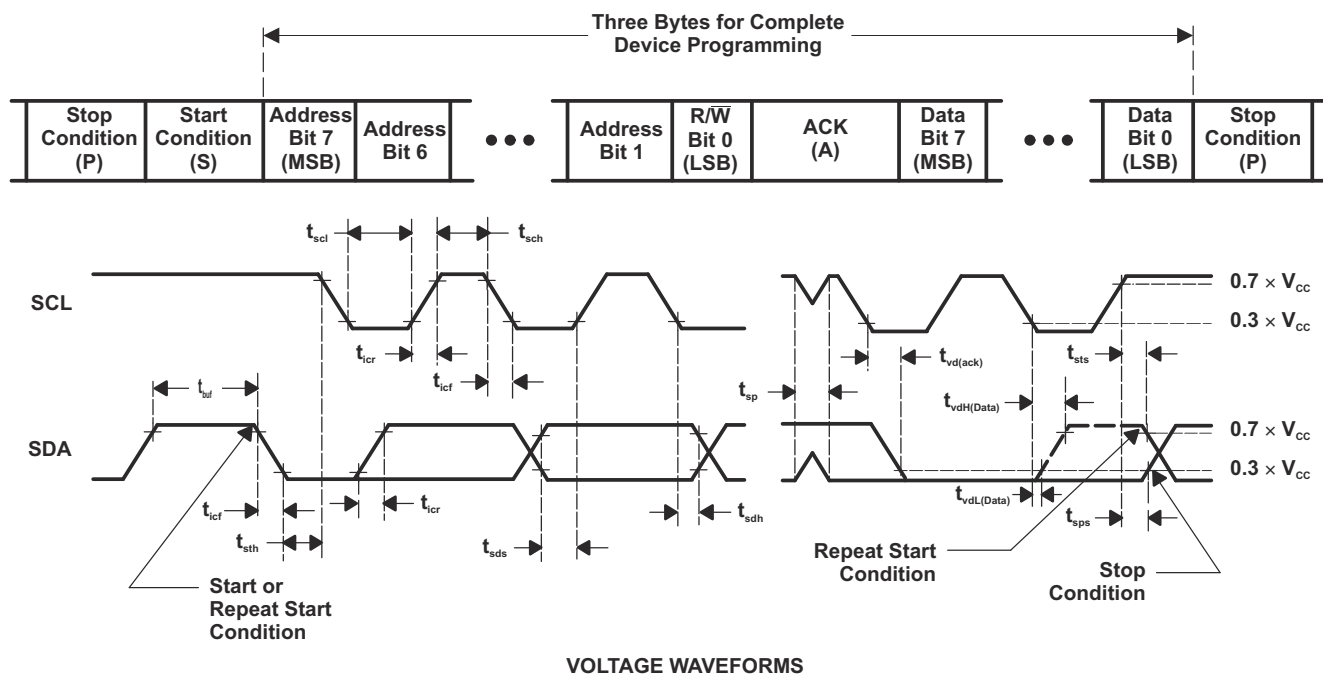 Three Bytes for Complete
Device Programming
Stop
Condition
(P)
Start
Condition
(S)
Address
Bit 7
(MSB)
Address
Bit 6
•••
Address
Bit 1
R/W̅
Bit 0
(LSB)
ACK
(A)
Data
Bit 7
(MSB)
•••
Data
Bit 0
(LSB)
Stop
Condition
(P)
tscl
tsch
0.7 × VCC
SCL
0.3 × VCC
ticr
tvd(ack)
tsts
tbuf
ticf
tsp
tvdH(Data)
0.7 × VCC
SDA
0.3 × VCC
ticf
ticr
tsdh
tvdL(Data)
tsth
tsds
tsps
Repeat Start
Condition
Stop
Condition
Start or
Repeat Start
Condition
VOLTAGE WAVEFORMS